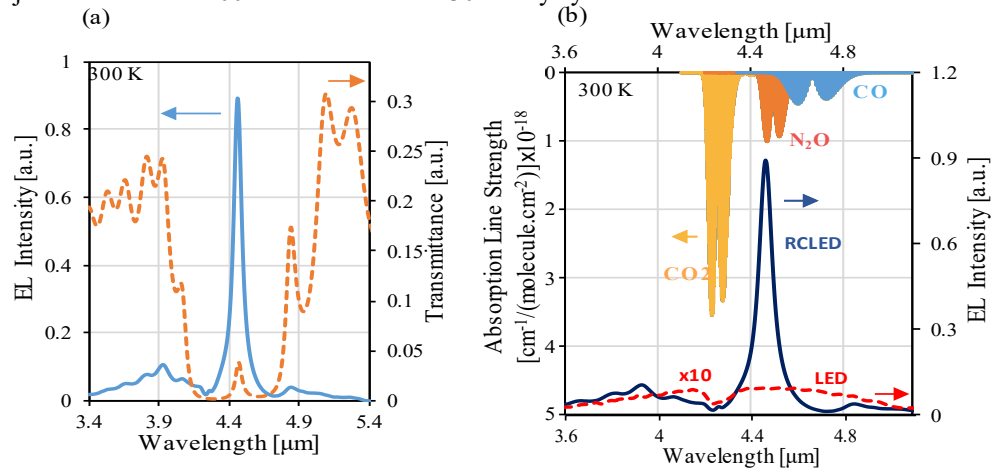 (a)
300 K
EL Intensity [a.u.]
1
0.8
0.6
0.4
0.2
0
Transmittance [a.u.]
0.3
0.25
0.2
0.15
0.1
0.05
0
3.4 3.9 4.4 4.9 5.4
Wavelength [µm]
(b)
Wavelength [µm]
3.6 4 4.4 4.8
300 K
CO
N₂O
CO2
RCLED
x10
LED
Absorption Line Strength
[cm⁻¹/(molecule.cm⁻²)]x10⁻¹⁸
0
1
2
3
4
5
EL Intensity [a.u.]
1.2
0.9
0.6
0.3
0
3.6 4 4.4 4.8
Wavelength [µm]